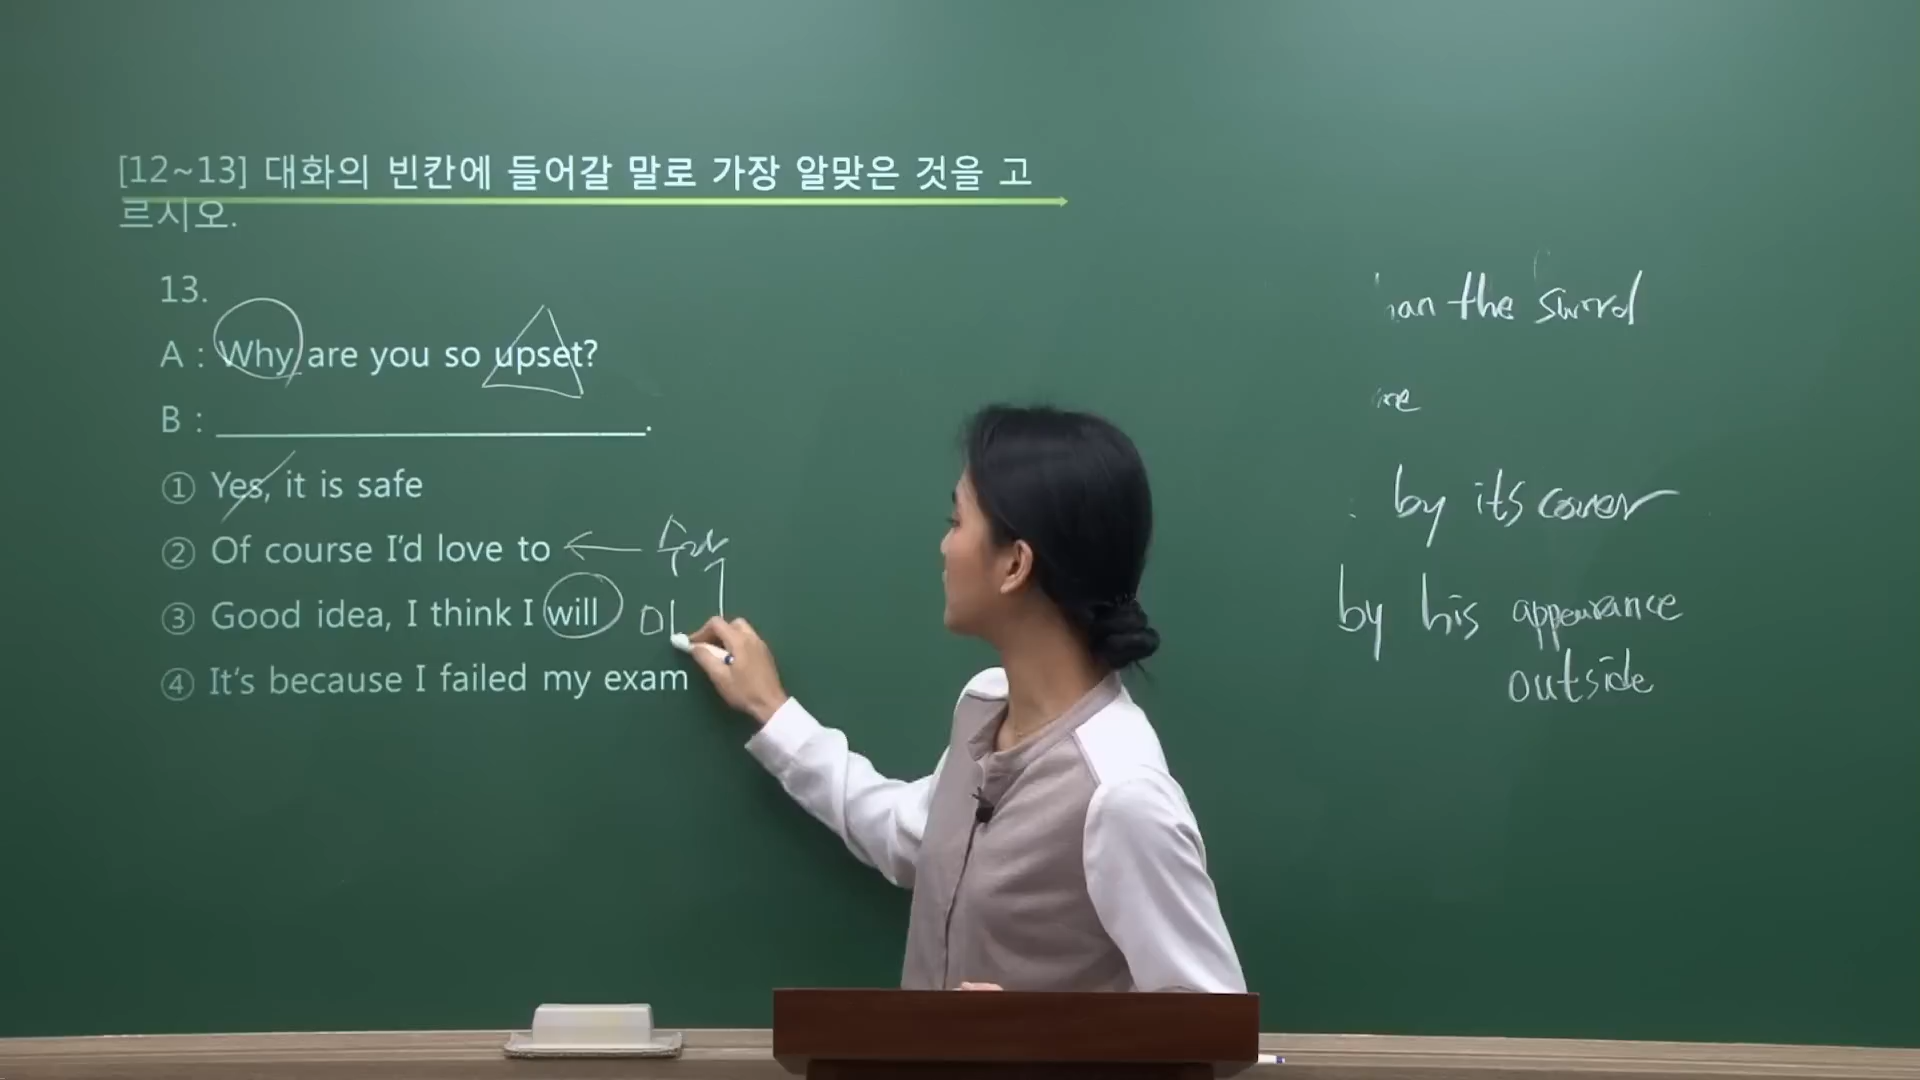 [12~13] 대화의 빈칸에 들어갈 말로 가장 알맞은 것을 고
르시오.
13.
A : Why are you so upset?
B : ____________________.
① Yes, it is safe
② Of course I'd love to ← 수락
③ Good idea, I think I will
④ It's because I failed my exam
the sword
by its cover
by his appearance
outside